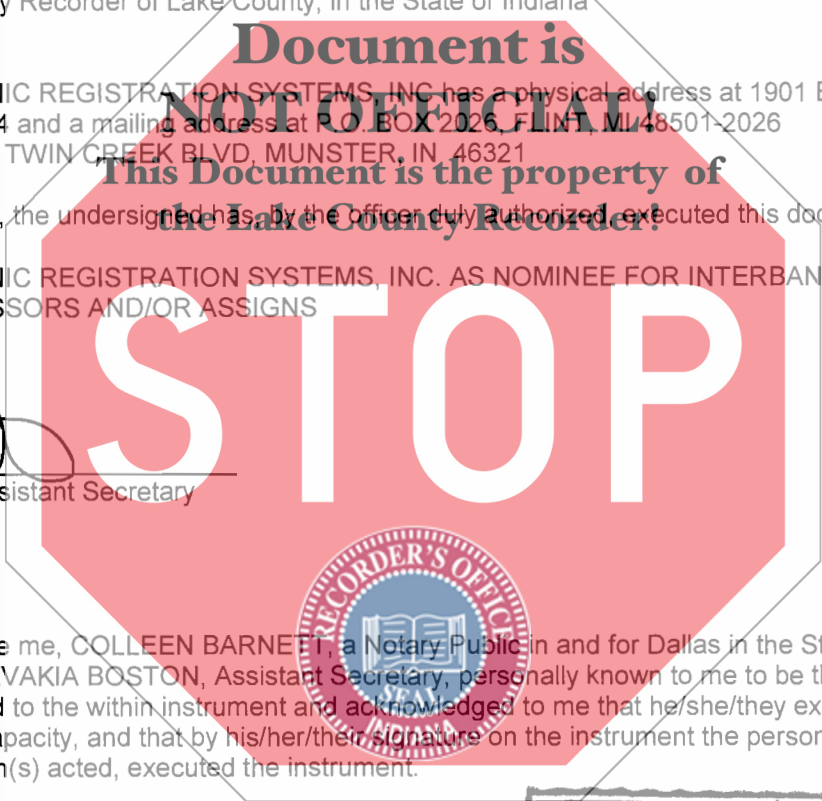 y Recorder of Lake County, in the State of Indiana
Document is
IC REGISTRATION SYSTEMS, INC has a physical address at 1901 E
NOT OFFICIAL!
4 and a mailing address at P.O. BOX 2026, FLINT, MI 48501-2026
TWIN CREEK BLVD, MUNSTER, IN 46321
This Document is the property of
, the undersigned has, by the officer duly authorized, executed this doc
the Lake County Recorder!
IC REGISTRATION SYSTEMS, INC. AS NOMINEE FOR INTERBAN
SSORS AND/OR ASSIGNS
STOP
sistant Secretary
RECORDER'S OFFICE
SEAL
INDIANA
e me, COLLEEN BARNETT, a Notary Public in and for Dallas in the St
VAKIA BOSTON, Assistant Secretary, personally known to me to be th
d to the within instrument and acknowledged to me that he/she/they ex
pacity, and that by his/her/their signature on the instrument the person
n(s) acted, executed the instrument.